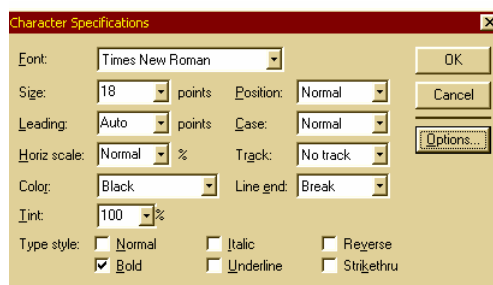 Character Specifications
Font: Times New Roman OK
Size: 18 points Position: Normal Cancel
Leading: Auto points Case: Normal
Options...
Horiz scale: Normal % Track: No track
Color: Black Line end: Break
Tint: 100 %
Type style: Normal Italic Reverse
Bold Underline Strikethru